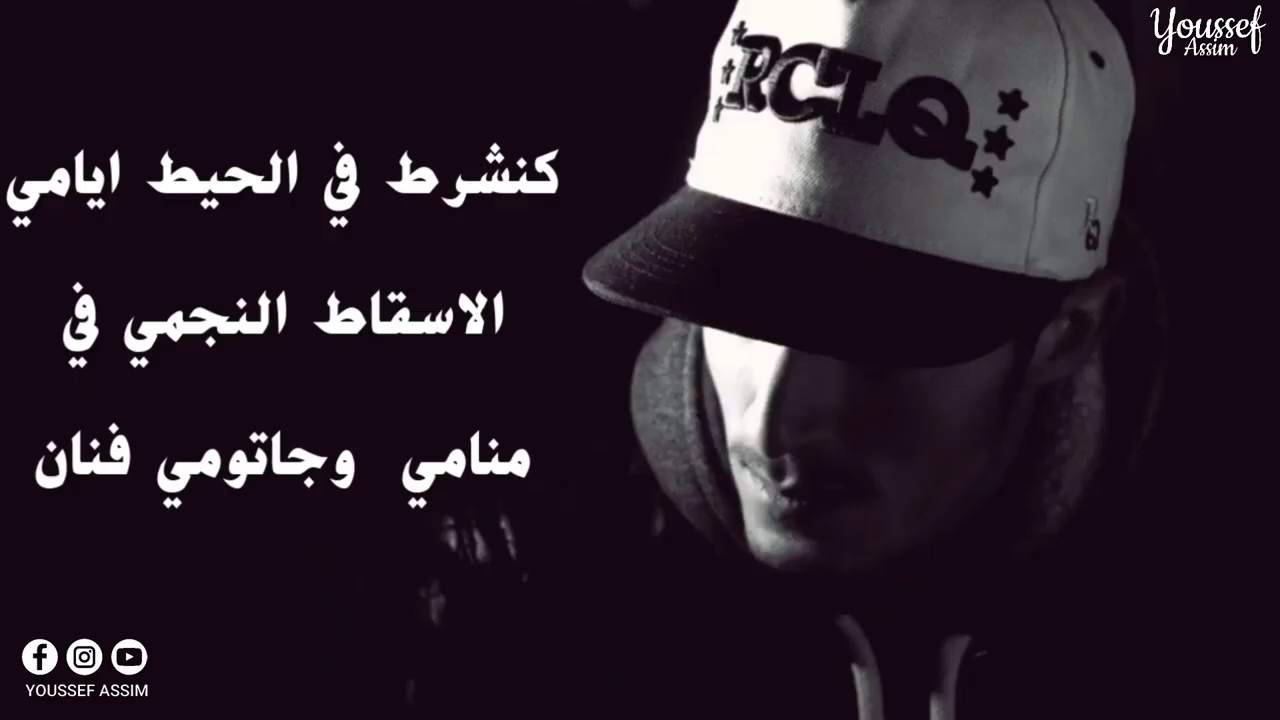 Youssef
Assim
RCLQ
كنشرط في الحيط ايامي
الاسقاط النجمي في
منامي وجاتومي فنان
YOUSSEF ASSIM